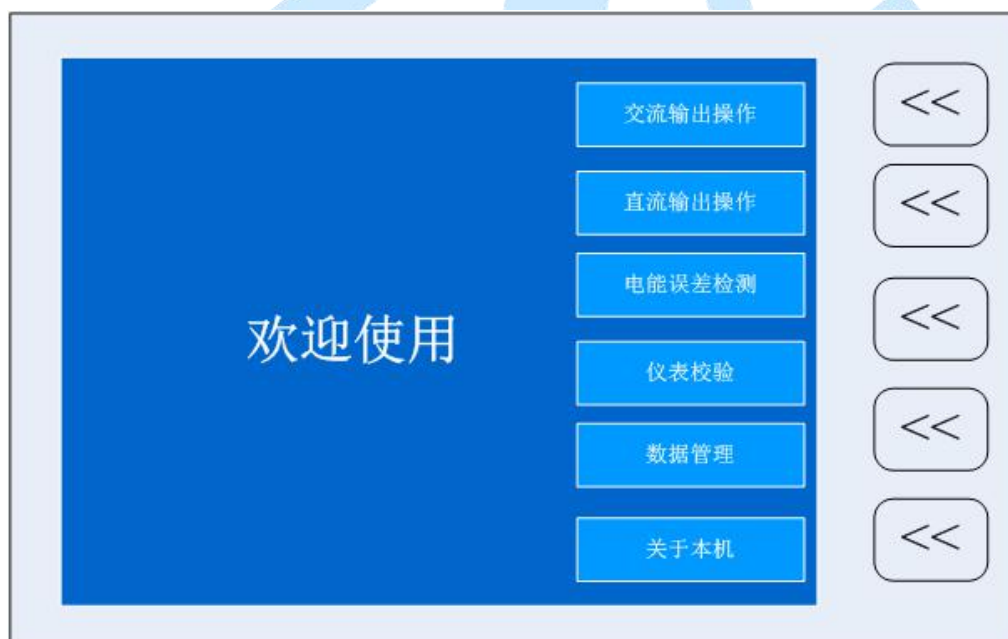 交流输出操作
<<
直流输出操作
<<
电能误差检测
<<
欢迎使用
仪表校验
<<
数据管理
<<
关于本机
<<